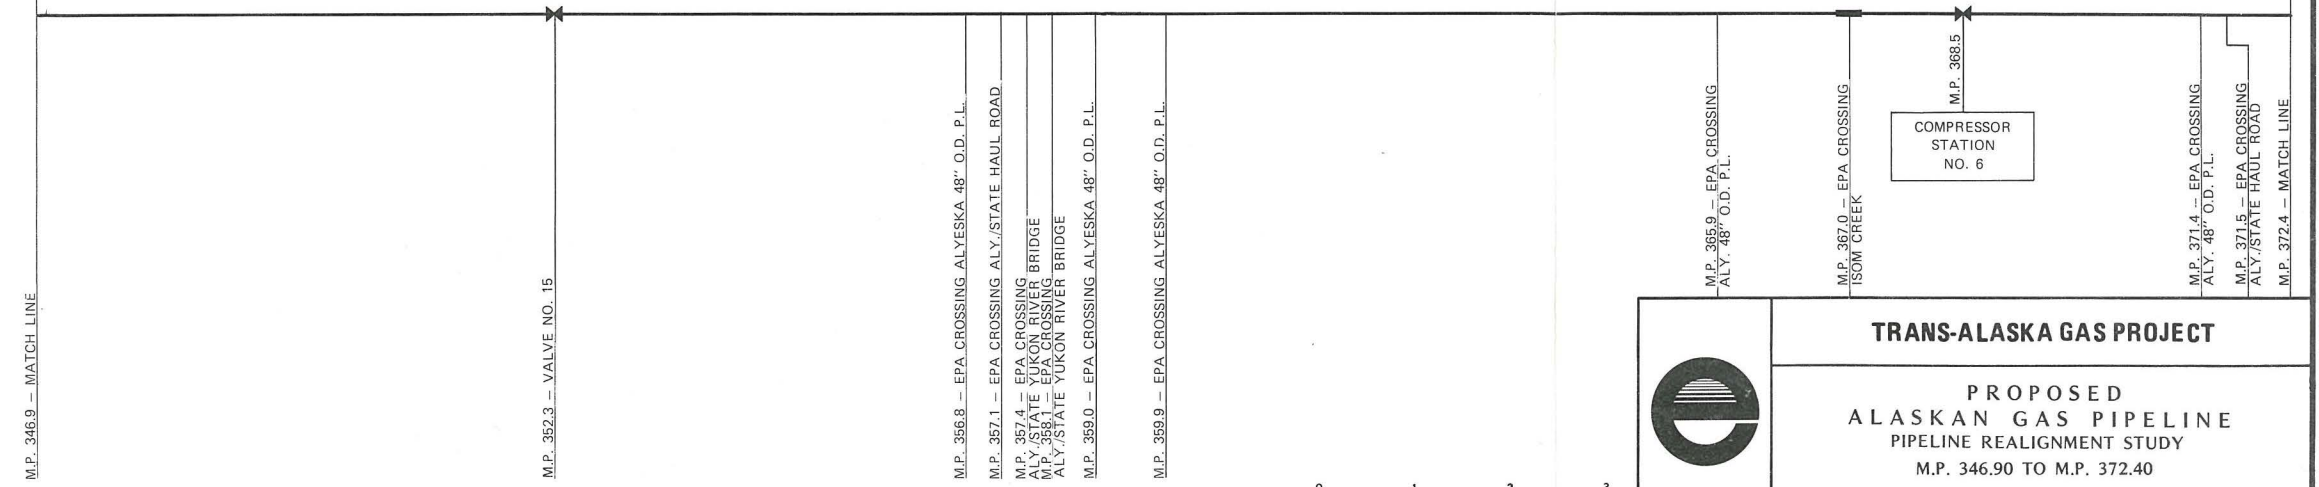 M.P. 346.9 — MATCH LINE
M.P. 352.3 — VALVE NO. 15
M.P. 356.8 — EPA CROSSING ALYESKA 48" O.D. P.L.
M.P. 357.1 — EPA CROSSING ALY./STATE HAUL ROAD
M.P. 357.4 — EPA CROSSING
ALY./STATE YUKON RIVER BRIDGE
M.P. 358.1 — EPA CROSSING
ALY./STATE YUKON RIVER BRIDGE
M.P. 359.0 — EPA CROSSING ALYESKA 48" O.D. P.L.
M.P. 359.9 — EPA CROSSING ALYESKA 48" O.D. P.L.
M.P. 365.9 — EPA CROSSING
ALY. 48" O.D. P.L.
M.P. 367.0 — EPA CROSSING
ISOM CREEK
M.P. 368.5
COMPRESSOR
STATION
NO. 6
M.P. 371.4 — EPA CROSSING
ALY. 48" O.D. P.L.
M.P. 371.5 — EPA CROSSING
ALY./STATE HAUL ROAD
M.P. 372.4 — MATCH LINE
TRANS-ALASKA GAS PROJECT
PROPOSED
ALASKAN GAS PIPELINE
PIPELINE REALIGNMENT STUDY
M.P. 346.90 TO M.P. 372.40